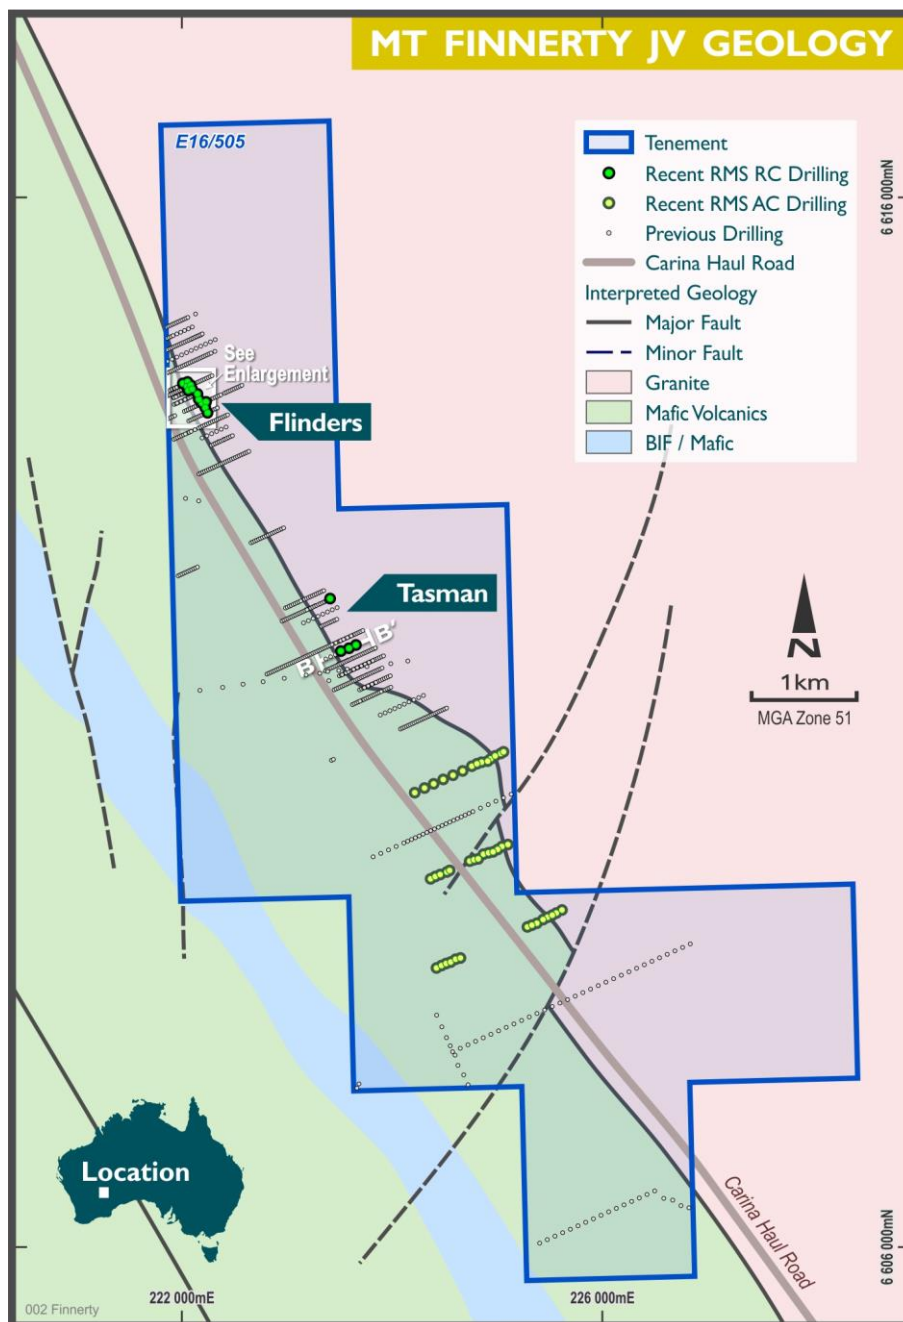 MT FINNERTY JV GEOLOGY
E16/505
Tenement
Recent RMS RC Drilling
Recent RMS AC Drilling
Previous Drilling
Carina Haul Road
Interpreted Geology
Major Fault
Minor Fault
Granite
Mafic Volcanics
BIF / Mafic
6 616 000mN
See
Enlargement
Flinders
Tasman
B
B'
N
1km
MGA Zone 51
Location
Carina Haul Road
6 606 000mN
222 000mE
226 000mE
002 Finnerty